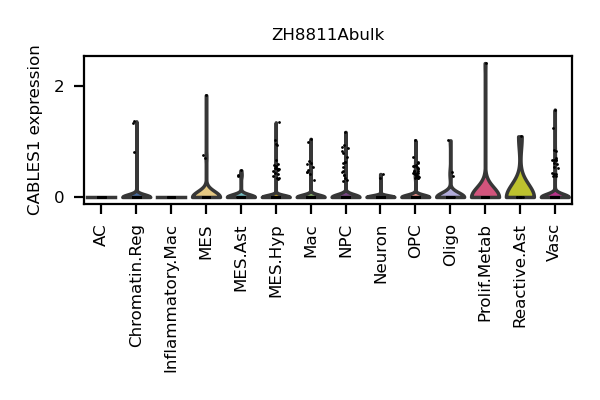 ZH8811Abulk
CABLES1 expression
2
0
AC
Chromatin.Reg
Inflammatory.Mac
MES
MES.Ast
MES.Hyp
Mac
NPC
Neuron
OPC
Oligo
Prolif.Metab
Reactive.Ast
Vasc